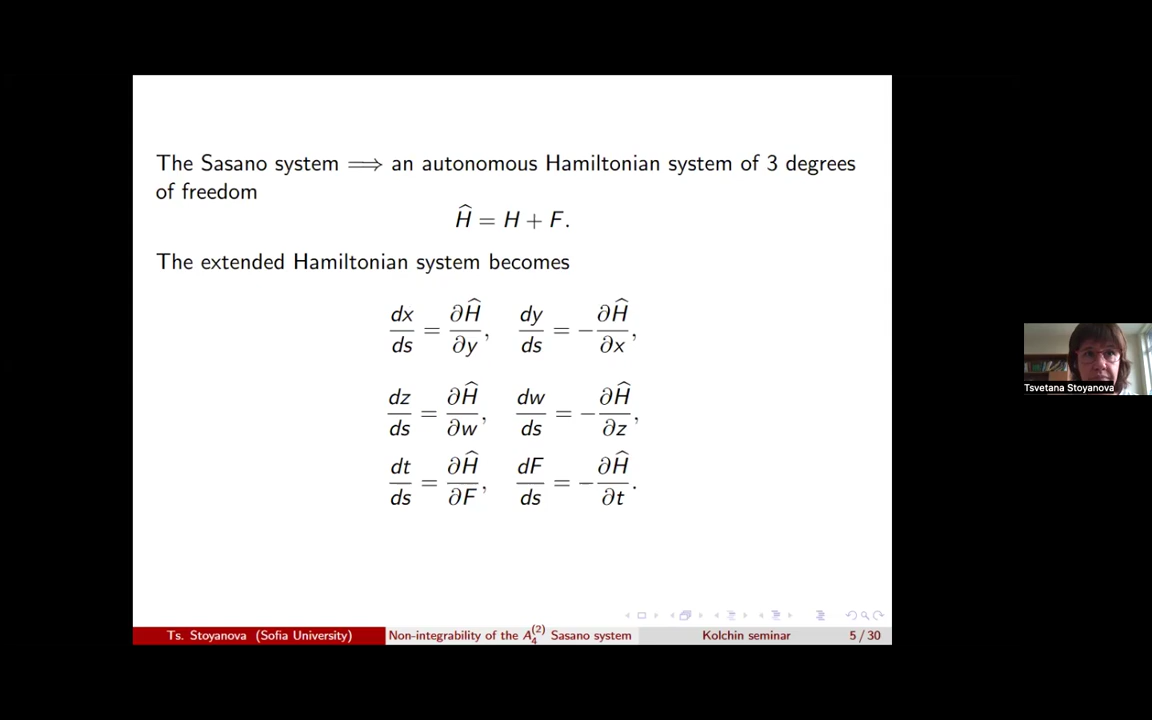 The Sasano system ⟹ an autonomous Hamiltonian system of 3 degrees
of freedom
Ĥ = H + F.
The extended Hamiltonian system becomes
dx/ds = ∂Ĥ/∂y, dy/ds = −∂Ĥ/∂x,
dz/ds = ∂Ĥ/∂w, dw/ds = −∂Ĥ/∂z,
dt/ds = ∂Ĥ/∂F, dF/ds = −∂Ĥ/∂t.
Tsvetana Stoyanova
Ts. Stoyanova (Sofia University) Non-integrability of the A_4^{(2)} Sasano system Kolchin seminar 5 / 30